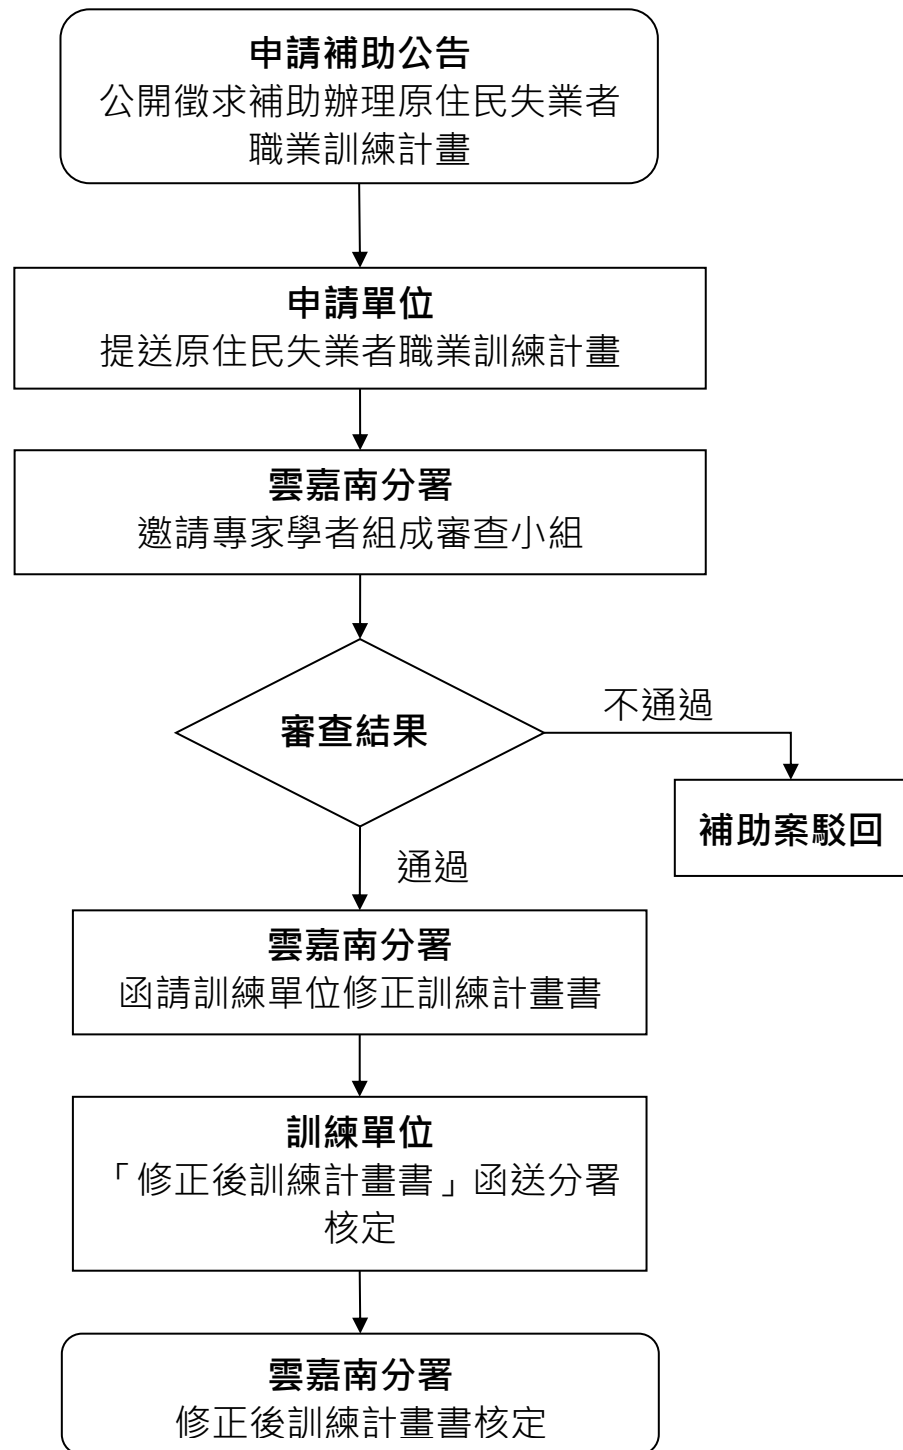 申請補助公告
公開徵求補助辦理原住民失業者
職業訓練計畫
申請單位
提送原住民失業者職業訓練計畫
雲嘉南分署
邀請專家學者組成審查小組
審查結果
不通過
補助案駁回
通過
雲嘉南分署
函請訓練單位修正訓練計畫書
訓練單位
「修正後訓練計畫書」函送分署
核定
雲嘉南分署
修正後訓練計畫書核定